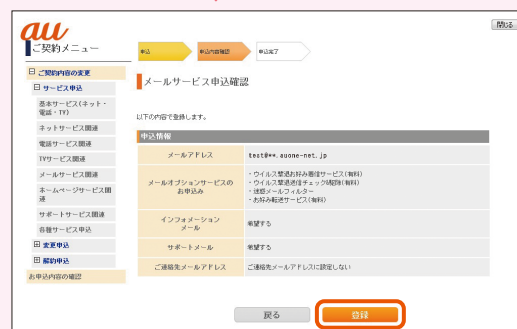 au
閉じる
ご契約メニュー
申込
申込内容確認
申込完了
ご契約内容の変更
サービス申込
基本サービス(ネット・
電話・TV)
ネットサービス関連
電話サービス関連
TVサービス関連
メールサービス関連
ホームページサービス関
連
サポートサービス関連
各種サービス申込
変更申込
解約申込
お申込内容の確認
メールサービス申込確認
以下の内容で登録します。
申込情報
メールアドレス
test@**.auone-net.jp
メールオプションサービスの
お申込み
・ウイルス撃退お好み着信サービス(有料)
・ウイルス撃退送信チェック&駆除(有料)
・迷惑メールフィルター
・お好み転送サービス(有料)
インフォメーション
メール
希望する
サポートメール
希望する
ご連絡先メールアドレス
ご連絡先メールアドレスに設定しない
戻る
登録